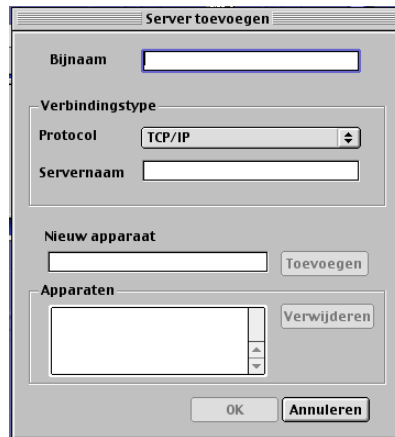 Server toevoegen
Bijnaam
Verbindingstype
Protocol TCP/IP
Servernaam
Nieuw apparaat
Toevoegen
Apparaten
Verwijderen
OK Annuleren